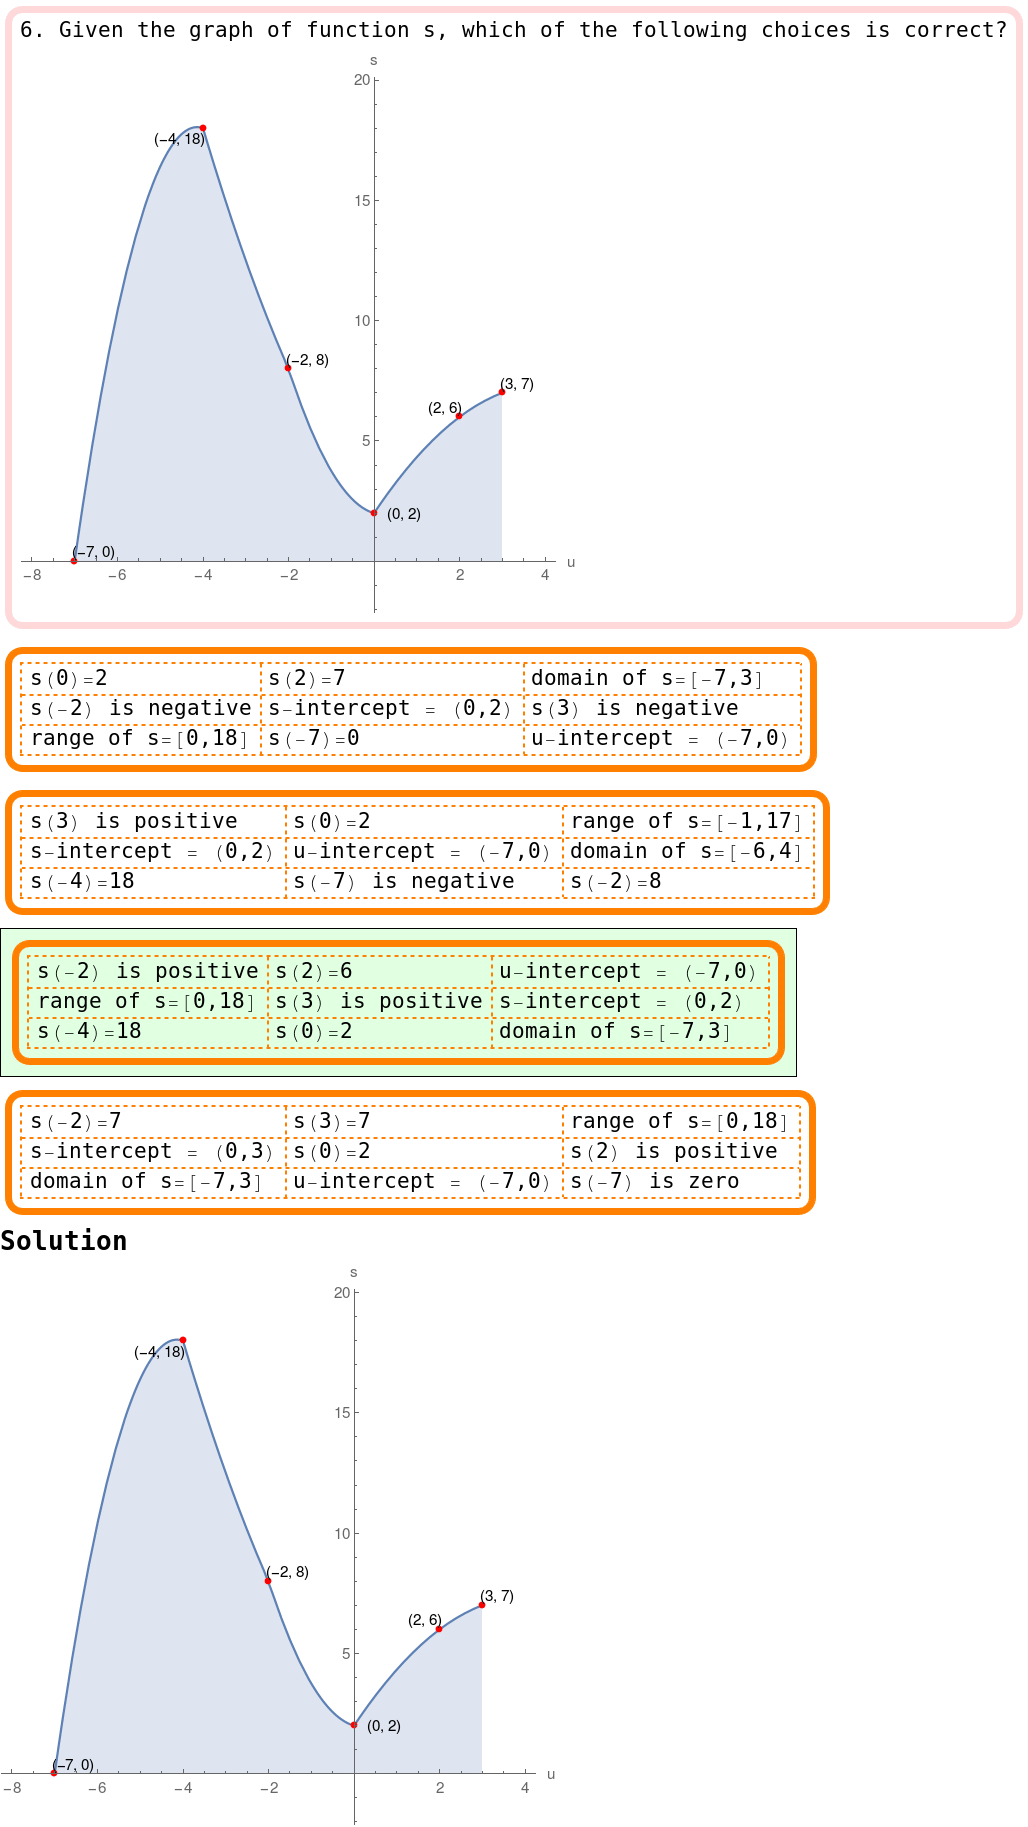 6. Given the graph of function s, which of the following choices is correct?
s
20
(−4, 18)
15
10
(−2, 8)
(3, 7)
(2, 6)
5
(0, 2)
(−7, 0)
u
−8 −6 −4 −2 2 4
s(0)=2 s(2)=7 domain of s=[-7,3]
s(-2) is negative s-intercept = (0,2) s(3) is negative
range of s=[0,18] s(-7)=0 u-intercept = (-7,0)
s(3) is positive s(0)=2 range of s=[-1,17]
s-intercept = (0,2) u-intercept = (-7,0) domain of s=[-6,4]
s(-4)=18 s(-7) is negative s(-2)=8
s(-2) is positive s(2)=6 u-intercept = (-7,0)
range of s=[0,18] s(3) is positive s-intercept = (0,2)
s(-4)=18 s(0)=2 domain of s=[-7,3]
s(-2)=7 s(3)=7 range of s=[0,18]
s-intercept = (0,3) s(0)=2 s(2) is positive
domain of s=[-7,3] u-intercept = (-7,0) s(-7) is zero
Solution
s
20
(−4, 18)
15
10
(−2, 8)
(3, 7)
(2, 6)
5
(0, 2)
(−7, 0)
u
−8 −6 −4 −2 2 4